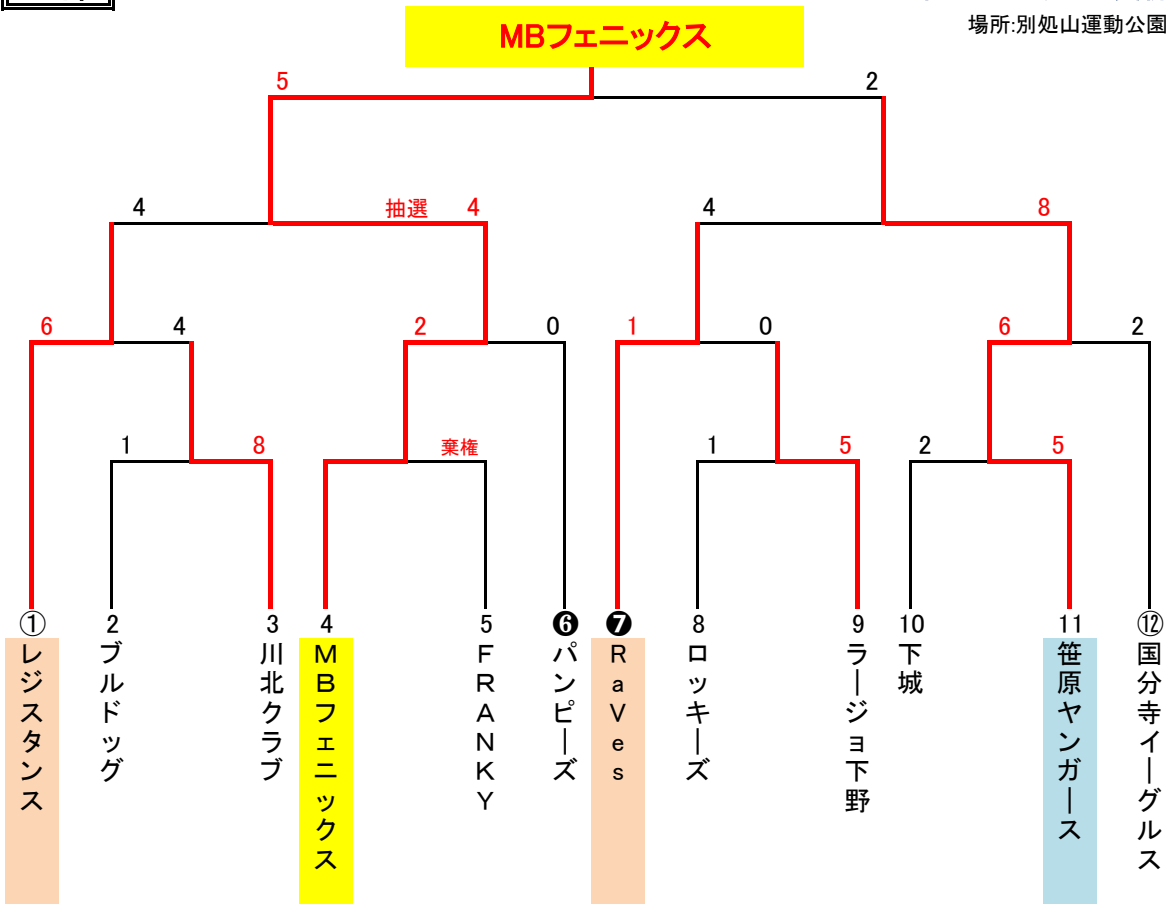 場所:別処山運動公園
MBフェニックス
5 2
4 抽選 4 4 8
6 4 2 0 1 0 6 2
1 8 棄権 1 5 2 5
① 2 3 4 5 ❻ ❼ 8 9 10 11 ⑫
レジスタンス
ブルドッグ
川北クラブ
MBフェニックス
FRANKY
パンピーズ
RaVes
ロッキーズ
ラージョ下野
下城
笹原ヤンガース
国分寺イーグルス